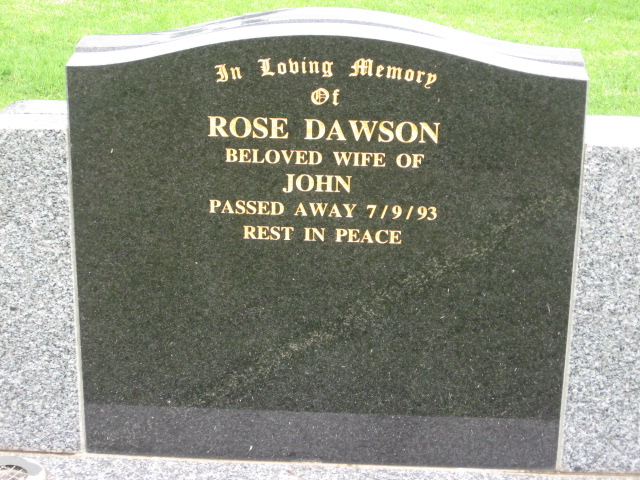 In Loving Memory
Of
ROSE DAWSON
BELOVED WIFE OF
JOHN
PASSED AWAY 7/9/93
REST IN PEACE